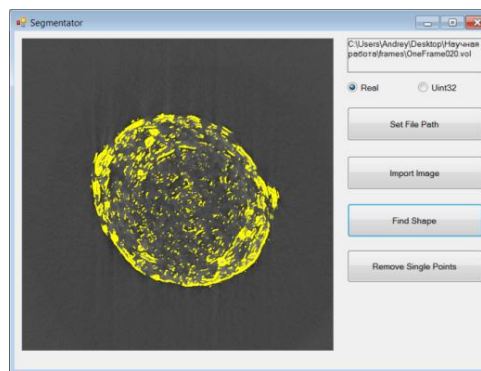 Segmentator
C:\Users\Andrey\Desktop\Научная
работа\frames\OneFrame020.vol
Real
Uint32
Set File Path
Import Image
Find Shape
Remove Single Points